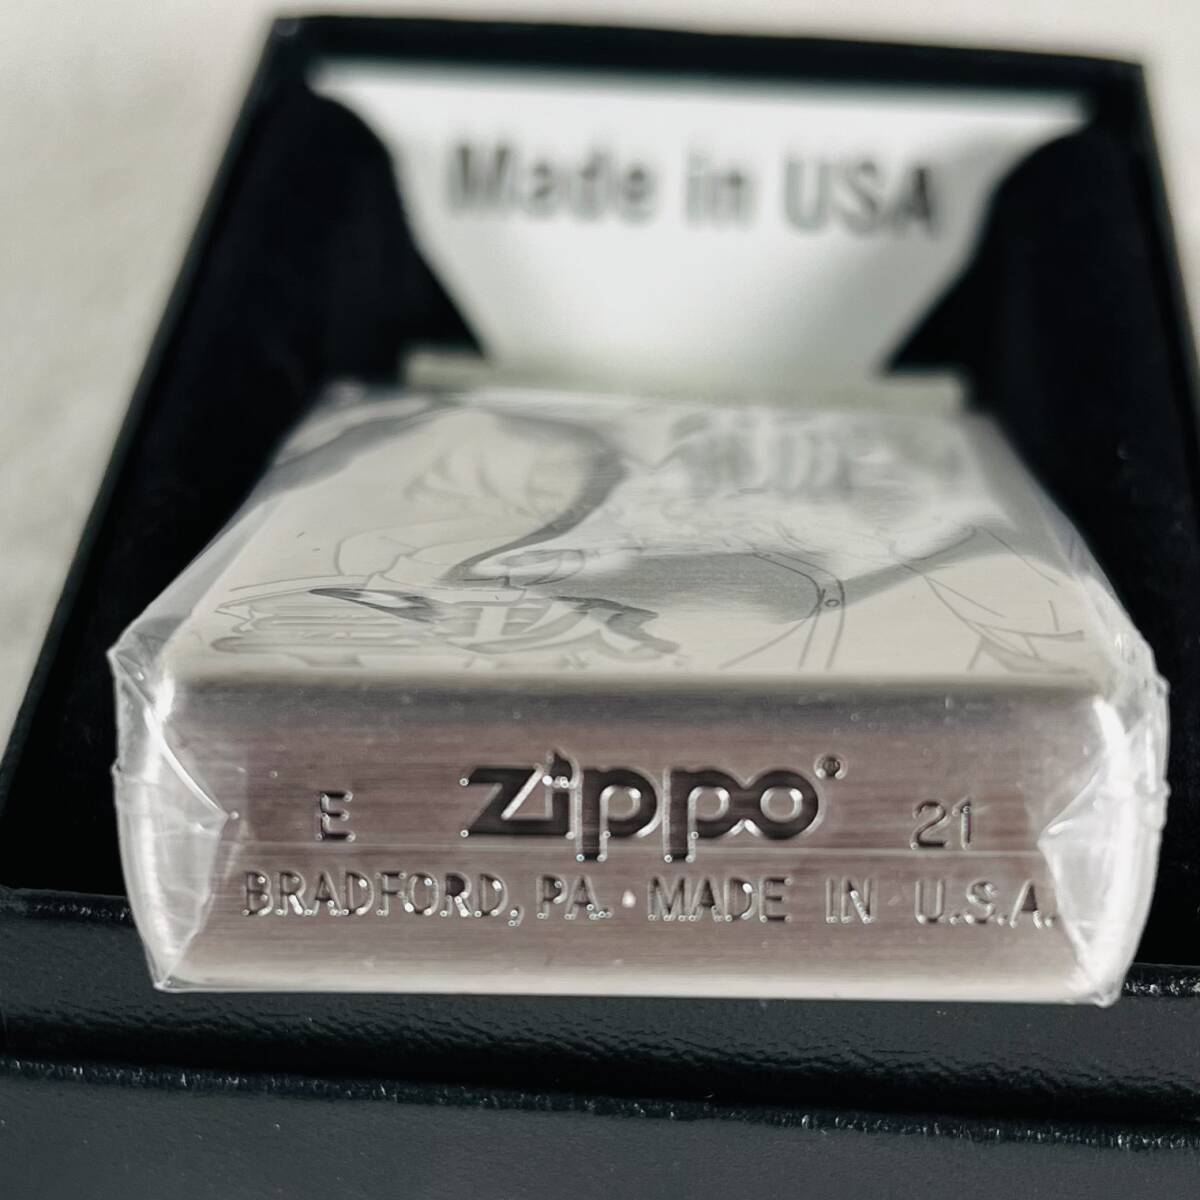 Made in USA
E zippo® 21
BRADFORD, PA. • MADE IN U.S.A.